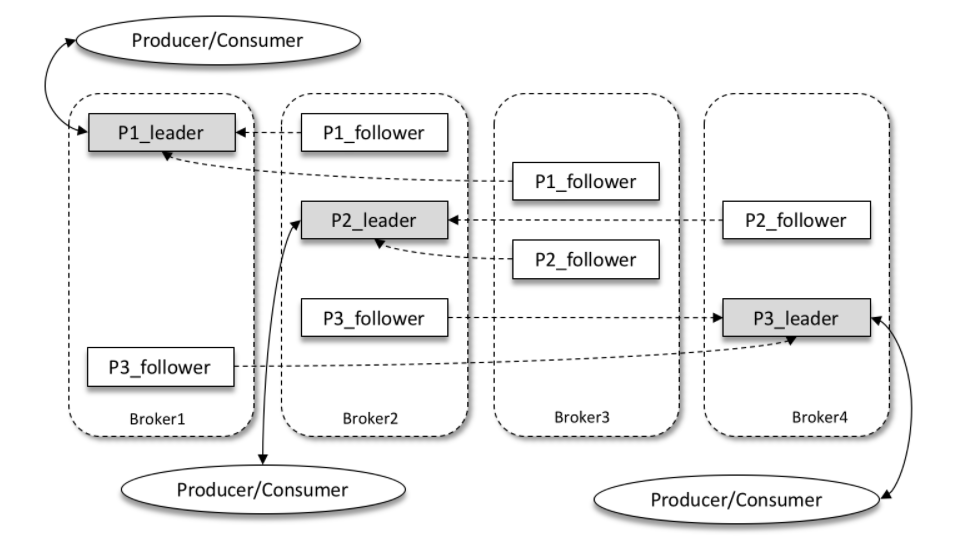 Producer/Consumer
P1_leader
P1_follower
P1_follower
P2_leader
P2_follower
P2_follower
P3_follower
P3_leader
P3_follower
Broker1
Broker2
Broker3
Broker4
Producer/Consumer
Producer/Consumer